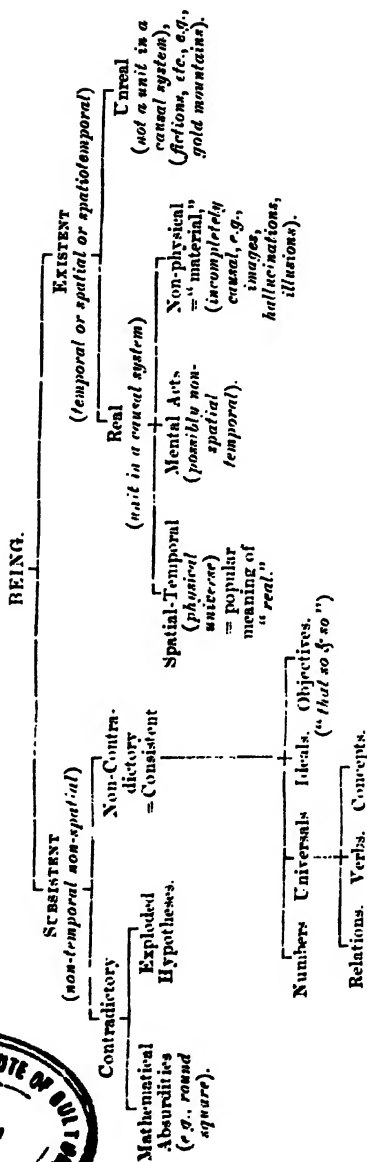 BEING.
SUBSISTENT
(non-temporal non-spatial)
EXISTENT
(temporal or spatial or spatiotemporal)
Contradictory
Non-Contra-
dictory
=Consistent
Real
(unit in a causal system)
Unreal
(not a unit in a
causal system),
(fictions, etc., e.g.,
gold mountains).
Mathematical
Absurdities
(e.g., round
square).
Exploded
Hypotheses.
Spatial-Temporal
(physical
universe)
= popular
meaning of
"real."
Mental Acts
(possibly non-
spatial
temporal).
Non-physical
="material,"
(incompletely
causal, e.g.,
images,
hallucinations,
illusions).
Numbers Universals Ideals. Objectives.
("that so & so")
Relations. Verbs. Concepts.